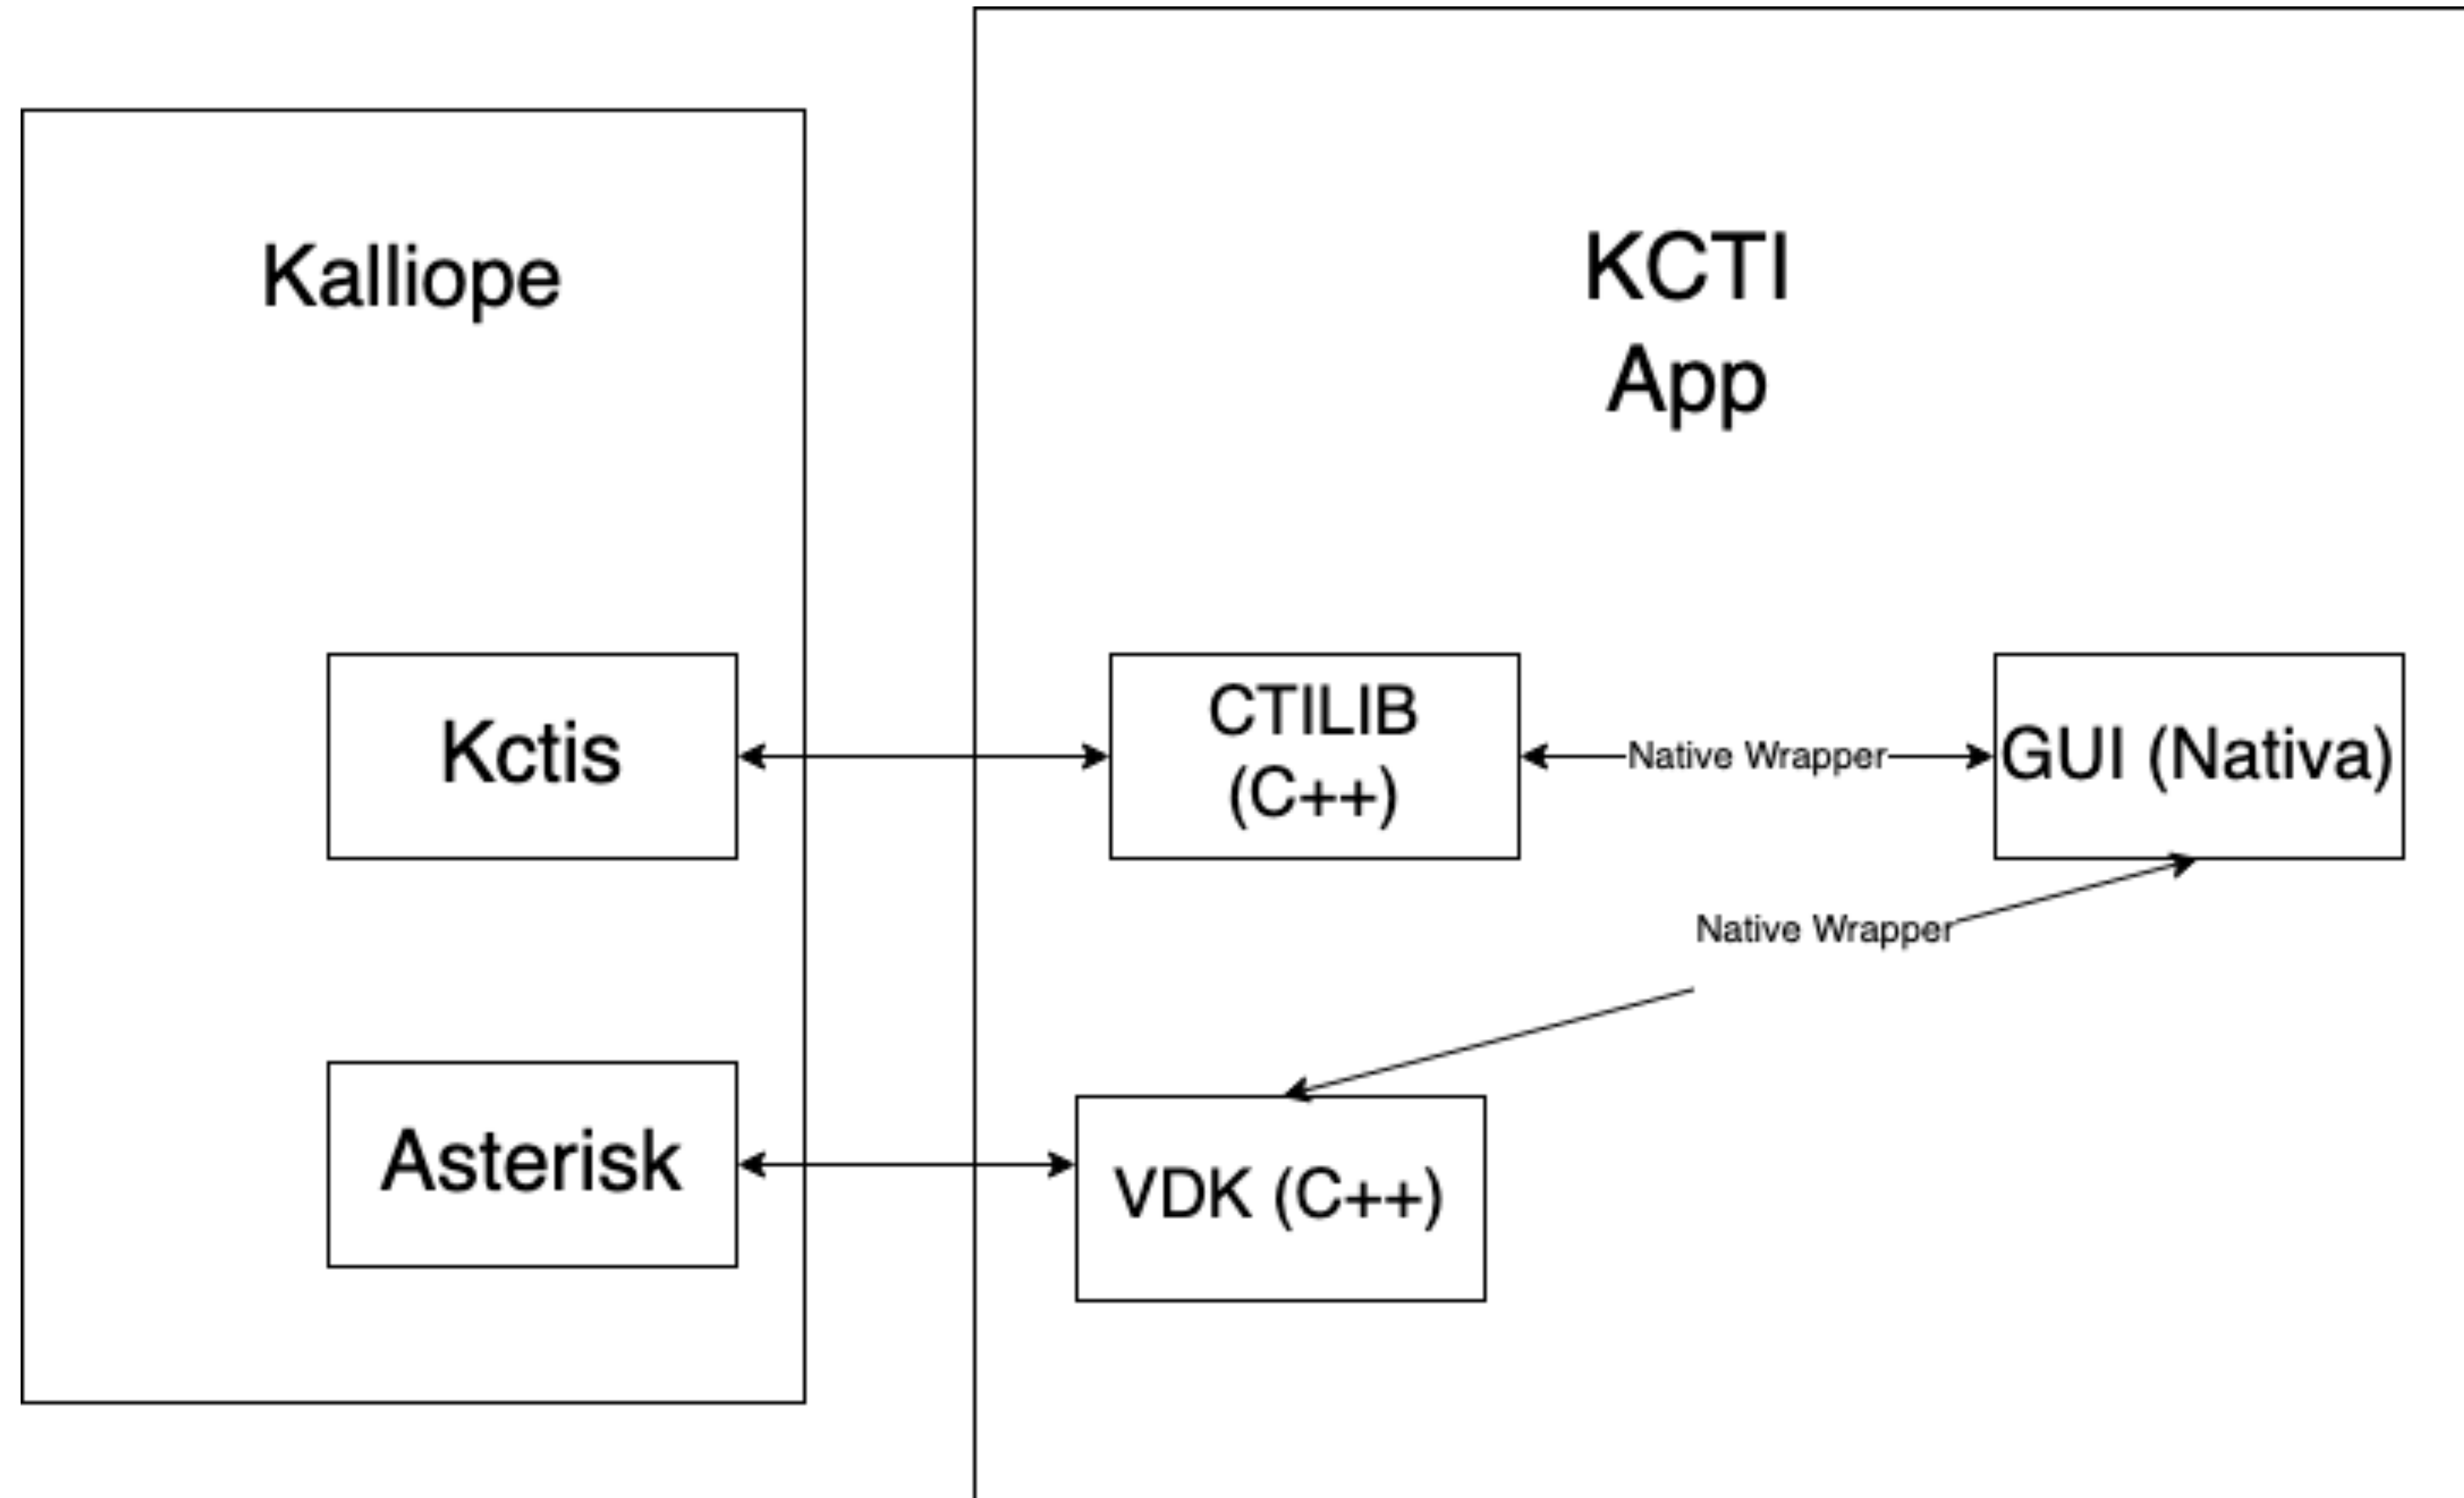 Kalliope
KCTI
App
Kctis
CTILIB
(C++)
Native Wrapper
GUI (Nativa)
Native Wrapper
Asterisk
VDK (C++)